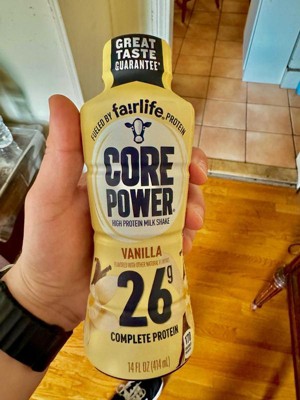 GREAT
TASTE
GUARANTEE*
FUELED BY fairlife. PROTEIN
CORE
POWER®
HIGH PROTEIN MILK SHAKE
VANILLA
26g
COMPLETE PROTEIN
14 FL OZ (414 mL)
170